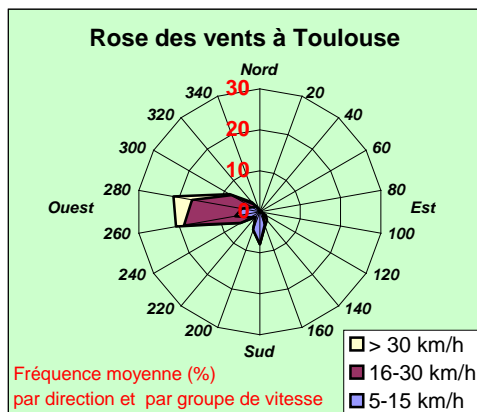 Rose des vents à Toulouse
Nord
340
30
20
320
40
20
300
60
10
280
80
Ouest
0
Est
260
100
240
120
220
140
200
160
Sud
Fréquence moyenne (%)
par direction et par groupe de vitesse
> 30 km/h
16-30 km/h
5-15 km/h